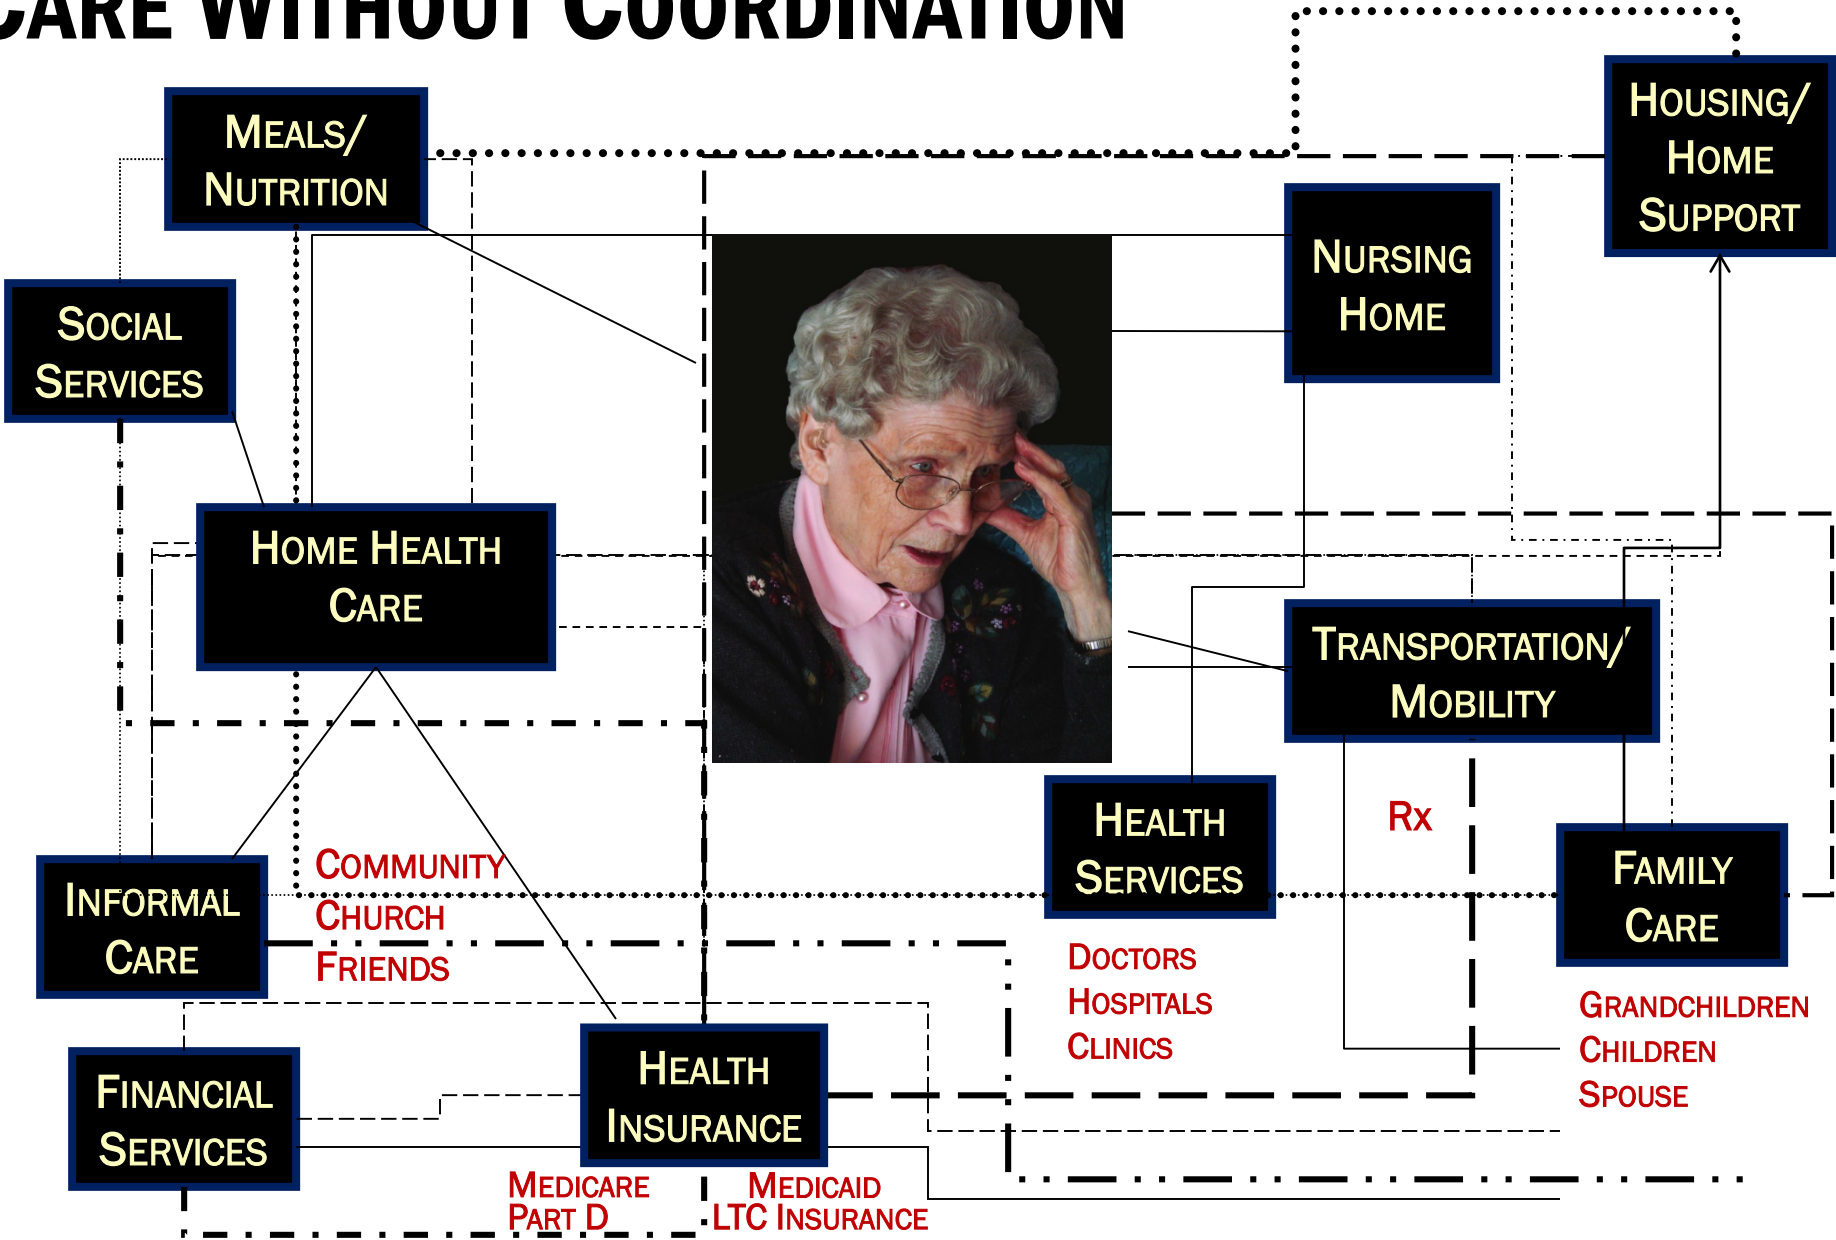 CARE WITHOUT COORDINATION
MEALS/
NUTRITION
HOUSING/
HOME
SUPPORT
NURSING
HOME
SOCIAL
SERVICES
HOME HEALTH
CARE
TRANSPORTATION/
MOBILITY
HEALTH
SERVICES
RX
FAMILY
CARE
INFORMAL
CARE
COMMUNITY
CHURCH
FRIENDS
DOCTORS
HOSPITALS
CLINICS
GRANDCHILDREN
CHILDREN
SPOUSE
FINANCIAL
SERVICES
HEALTH
INSURANCE
MEDICARE
PART D
MEDICAID
LTC INSURANCE